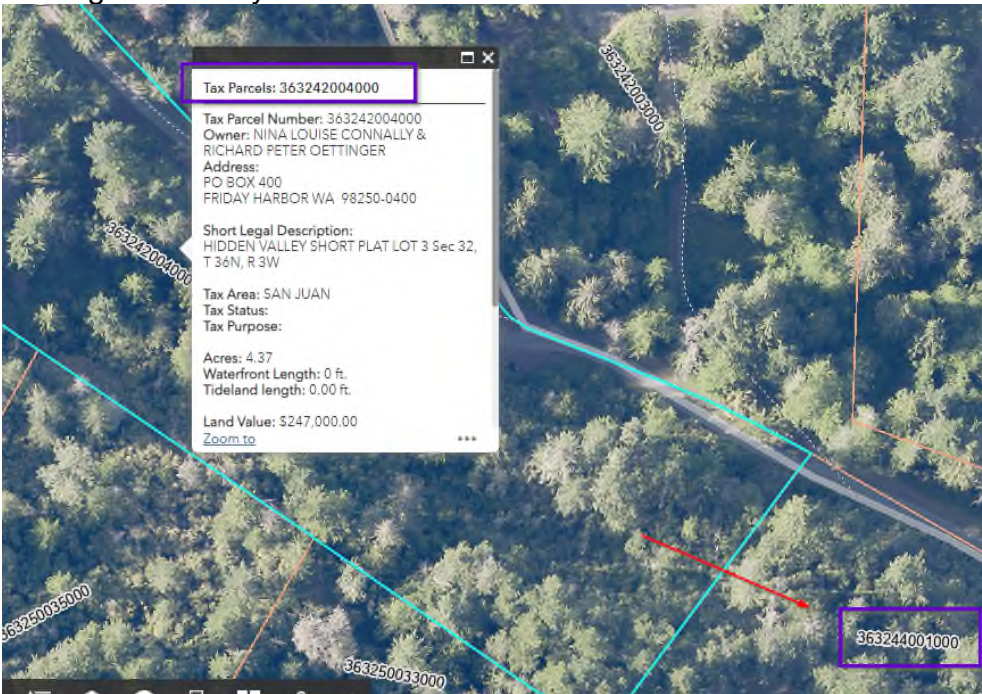 Tax Parcels: 363242004000
Tax Parcel Number: 363242004000
Owner: NINA LOUISE CONNALLY &
RICHARD PETER OETTINGER
Address:
PO BOX 400
FRIDAY HARBOR WA 98250-0400
Short Legal Description:
HIDDEN VALLEY SHORT PLAT LOT 3 Sec 32,
T 36N, R 3W
Tax Area: SAN JUAN
Tax Status:
Tax Purpose:
Acres: 4.37
Waterfront Length: 0 ft.
Tideland length: 0.00 ft.
Land Value: $247,000.00
Zoom to
363242003000
363242004000
363244001000
363250035000
363250033000